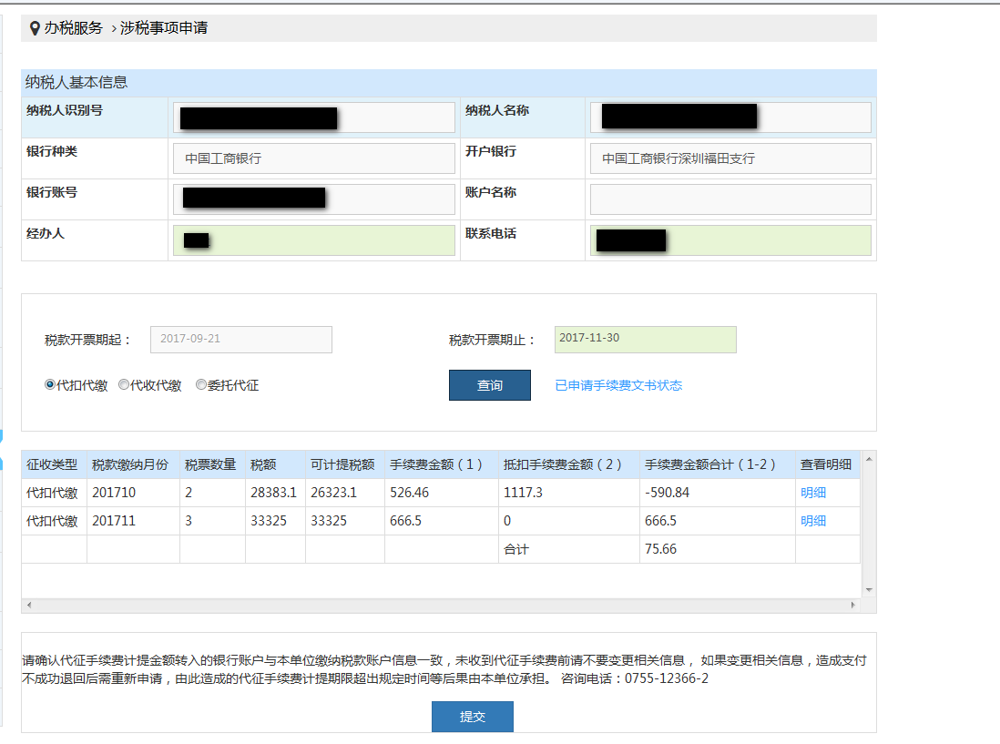 办税服务 ›涉税事项申请
纳税人基本信息
纳税人识别号 纳税人名称
银行种类 中国工商银行 开户银行 中国工商银行深圳福田支行
银行账号 账户名称
经办人 联系电话
税款开票期起： 2017-09-21 税款开票期止： 2017-11-30
代扣代缴 代收代缴 委托代征 查询 已申请手续费文书状态
征收类型 税款缴纳月份 税票数量 税额 可计提税额 手续费金额（1） 抵扣手续费金额（2） 手续费金额合计（1-2） 查看明细
代扣代缴 201710 2 28383.1 26323.1 526.46 1117.3 -590.84 明细
代扣代缴 201711 3 33325 33325 666.5 0 666.5 明细
合计 75.66
请确认代征手续费计提金额转入的银行账户与本单位缴纳税款账户信息一致，未收到代征手续费前请不要变更相关信息， 如果变更相关信息，造成支付
不成功退回后需重新申请，由此造成的代征手续费计提期限超出规定时间等后果由本单位承担。 咨询电话：0755-12366-2
提交